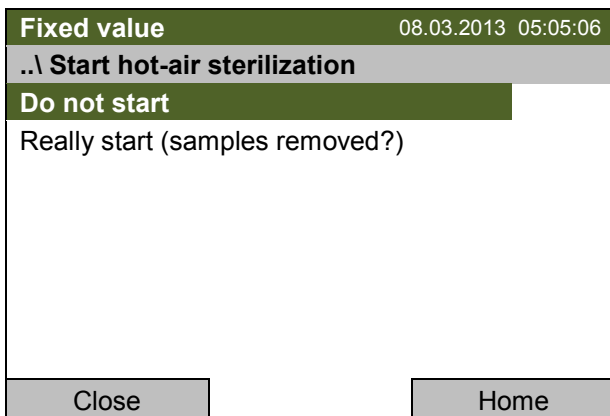 Fixed value 08.03.2013 05:05:06
..\ Start hot-air sterilization
Do not start
Really start (samples removed?)
Close Home